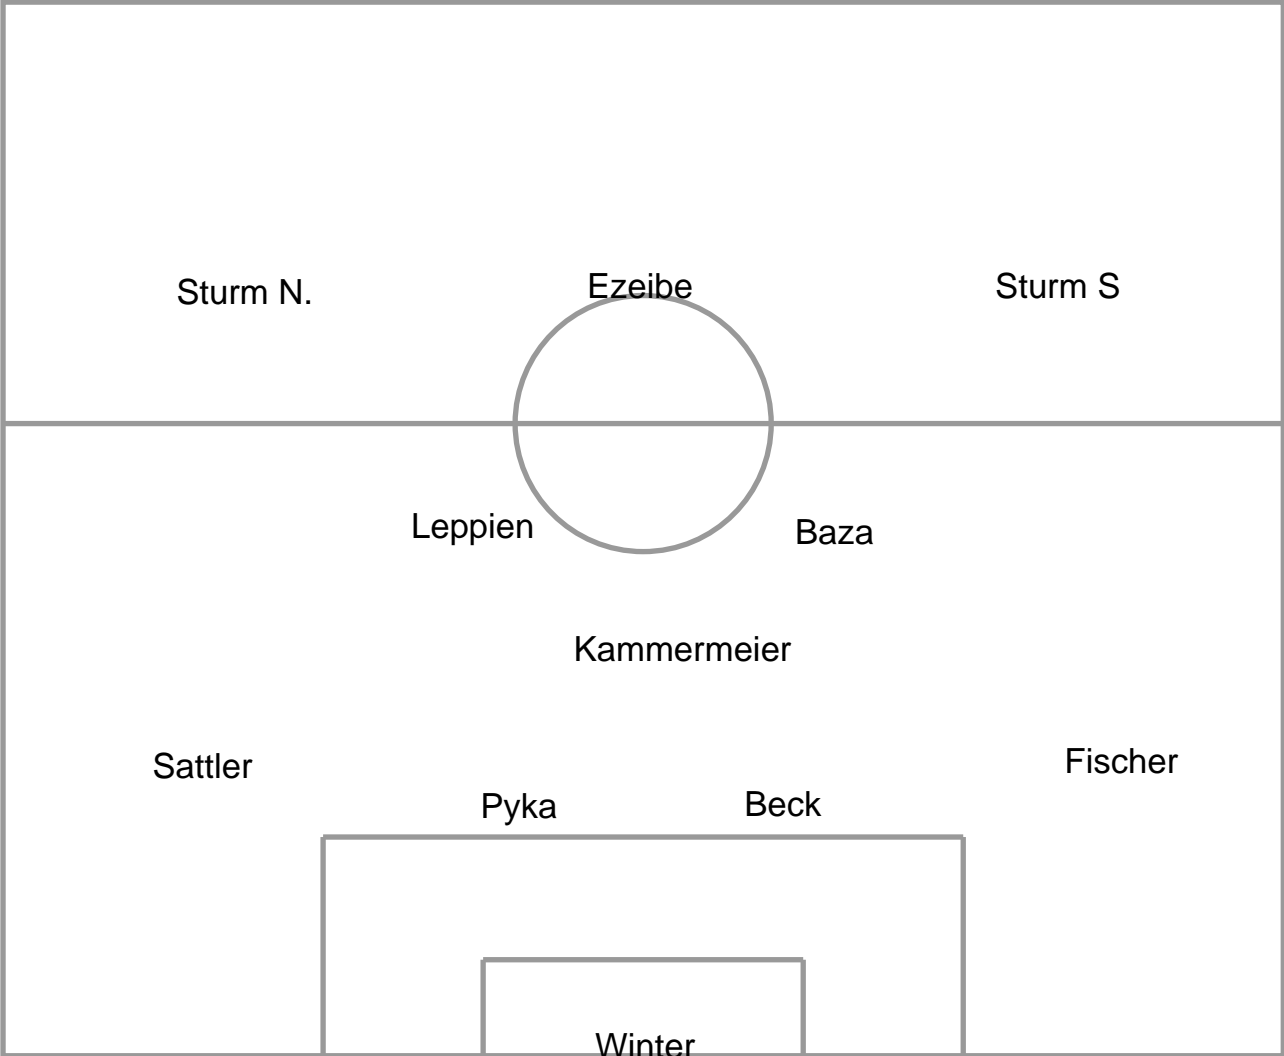 Sturm N.
Ezeibe
Sturm S
Leppien
Baza
Kammermeier
Sattler
Fischer
Pyka
Beck
Winter